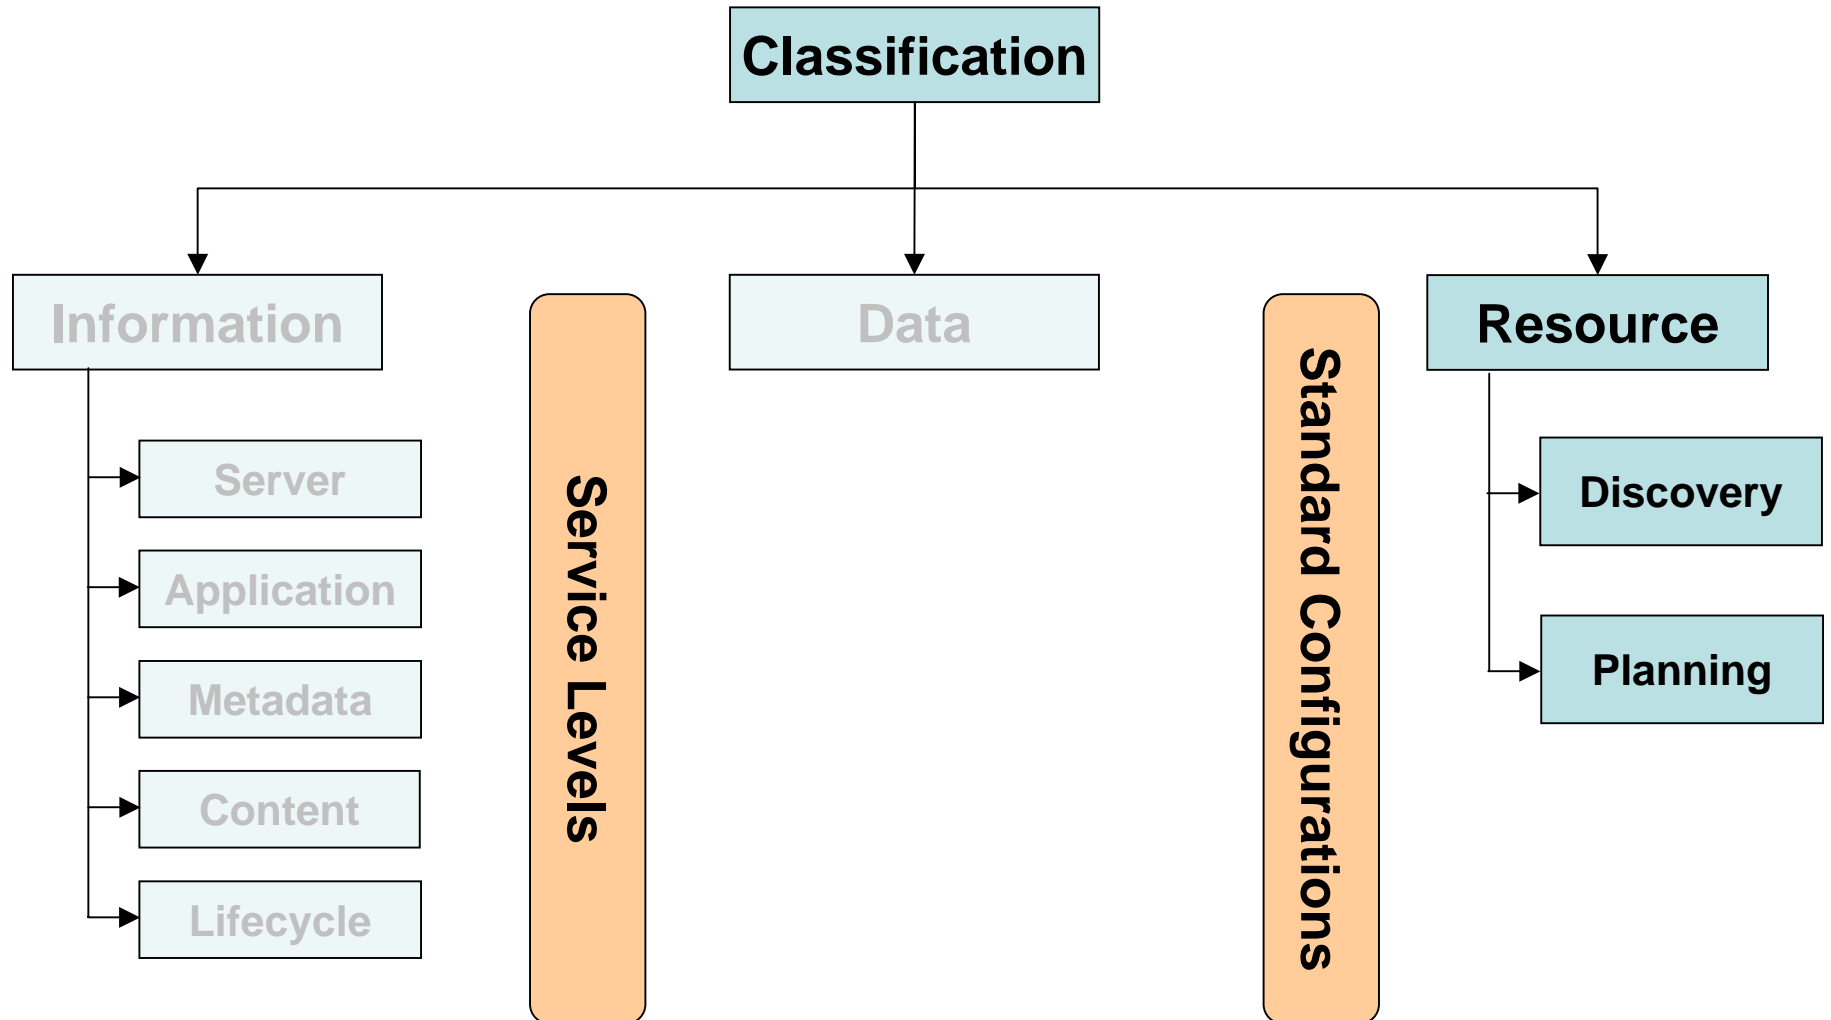 Classification
Information
Data
Resource
Server
Application
Metadata
Content
Lifecycle
Service Levels
Standard Configurations
Discovery
Planning